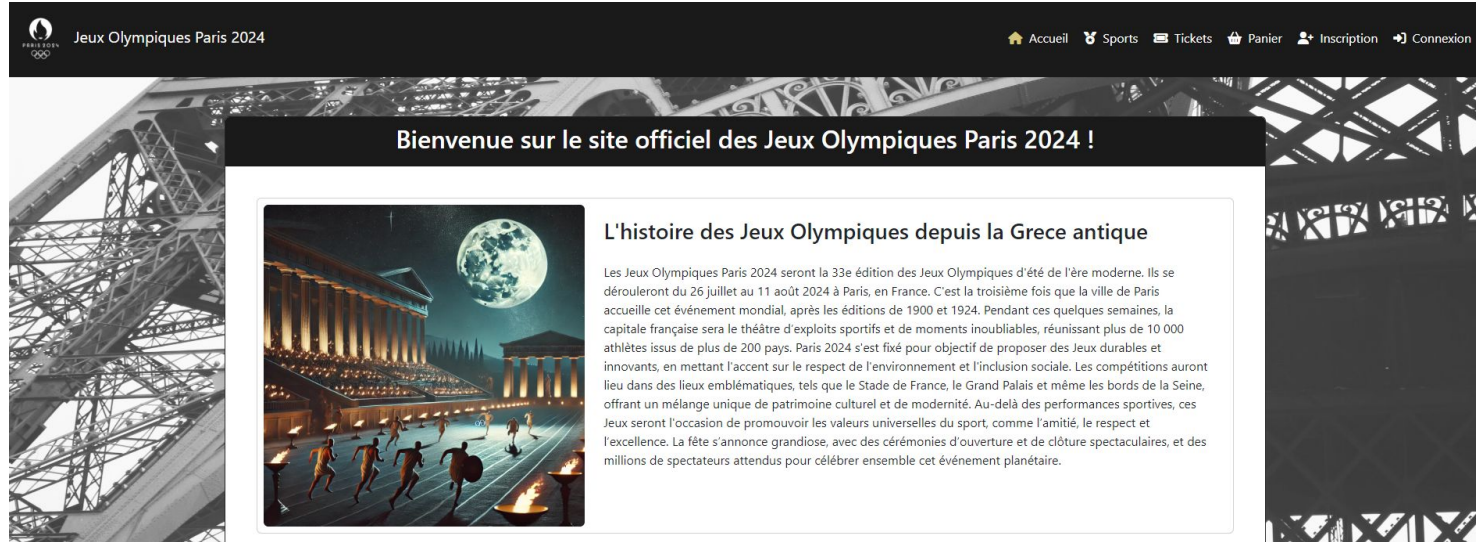 PARIS 2024
Jeux Olympiques Paris 2024
Accueil Sports Tickets Panier Inscription Connexion
Bienvenue sur le site officiel des Jeux Olympiques Paris 2024 !
L'histoire des Jeux Olympiques depuis la Grece antique
Les Jeux Olympiques Paris 2024 seront la 33e édition des Jeux Olympiques d'été de l'ère moderne. Ils se
dérouleront du 26 juillet au 11 août 2024 à Paris, en France. C'est la troisième fois que la ville de Paris
accueille cet événement mondial, après les éditions de 1900 et 1924. Pendant ces quelques semaines, la
capitale française sera le théâtre d'exploits sportifs et de moments inoubliables, réunissant plus de 10 000
athlètes issus de plus de 200 pays. Paris 2024 s'est fixé pour objectif de proposer des Jeux durables et
innovants, en mettant l'accent sur le respect de l'environnement et l'inclusion sociale. Les compétitions auront
lieu dans des lieux emblématiques, tels que le Stade de France, le Grand Palais et même les bords de la Seine,
offrant un mélange unique de patrimoine culturel et de modernité. Au-delà des performances sportives, ces
Jeux seront l'occasion de promouvoir les valeurs universelles du sport, comme l'amitié, le respect et
l'excellence. La fête s'annonce grandiose, avec des cérémonies d'ouverture et de clôture spectaculaires, et des
millions de spectateurs attendus pour célébrer ensemble cet événement planétaire.